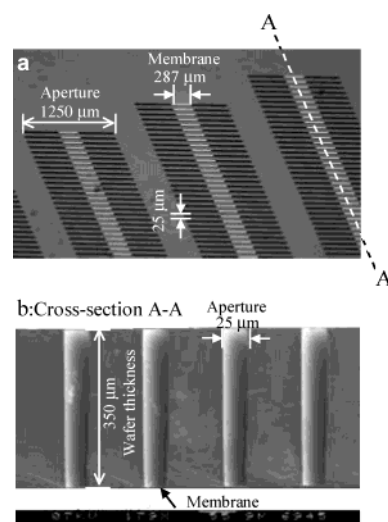 A
a
Membrane
287 μm
Aperture
1250 μm
25 μm
A
b:Cross-section A-A
Aperture
25 μm
350 μm
Wafer thickness
Membrane